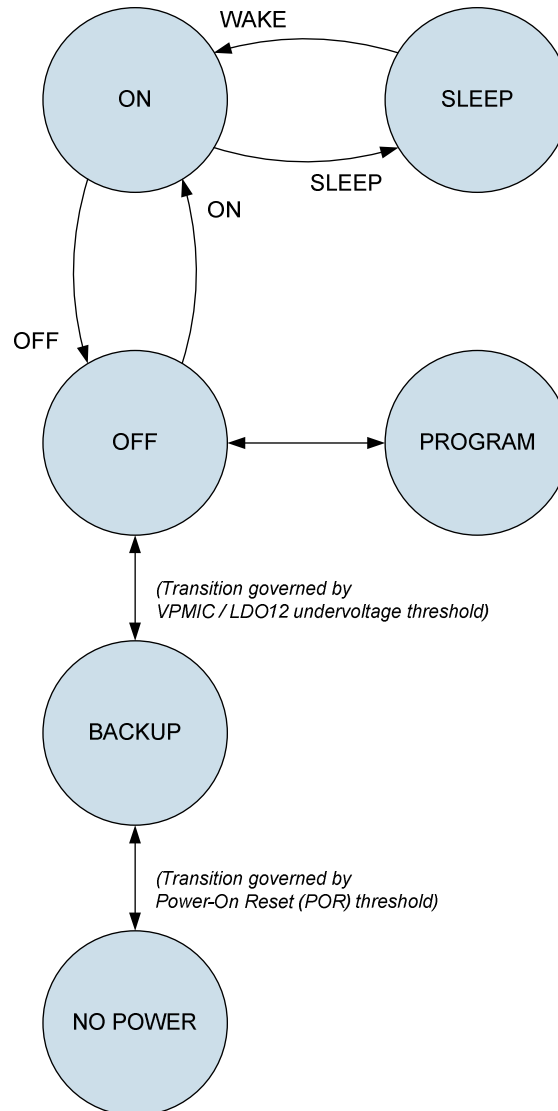 WAKE
ON
SLEEP
SLEEP
ON
OFF
OFF
PROGRAM
(Transition governed by
VPMIC / LDO12 undervoltage threshold)
BACKUP
(Transition governed by
Power-On Reset (POR) threshold)
NO POWER